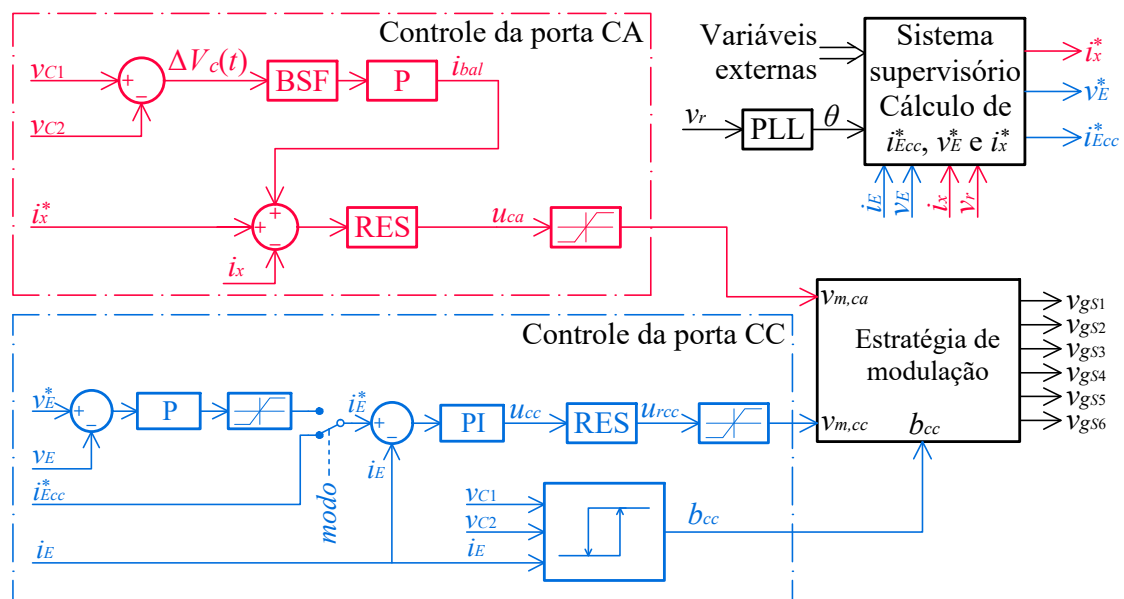 Controle da porta CA
vC1
vC2
ΔVc(t)
BSF
P
ibal
ix*
ix
RES
uca
Variáveis
externas
vr
PLL
θ
Sistema
supervisório
Cálculo de
iEcc*, vE* e ix*
ix*
vE*
iEcc*
iE
vE
ix
vr
Controle da porta CC
vE*
vE
P
iE*
iE
PI
ucc
RES
urcc
iEcc*
modo
iE
vC1
vC2
iE
bcc
vm,ca
Estratégia de
modulação
vm,cc
bcc
vgS1
vgS2
vgS3
vgS4
vgS5
vgS6